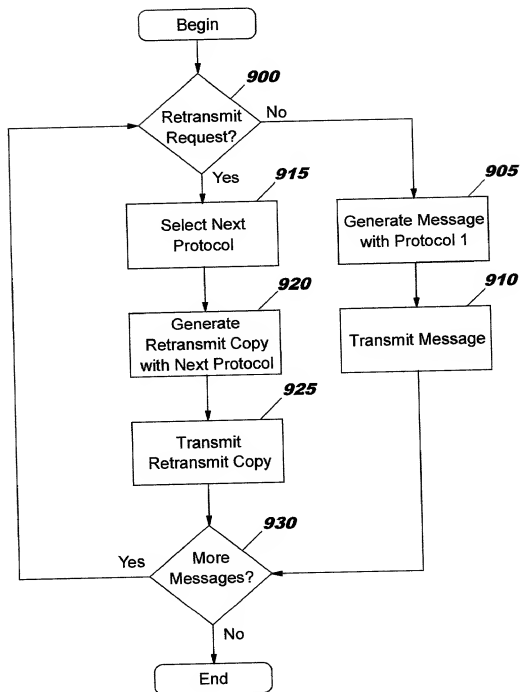 Begin
900
Retransmit
Request?
No
Yes
915
905
Select Next
Protocol
Generate Message
with Protocol 1
920
910
Generate
Retransmit Copy
with Next Protocol
Transmit Message
925
Transmit
Retransmit Copy
930
Yes
More
Messages?
No
End